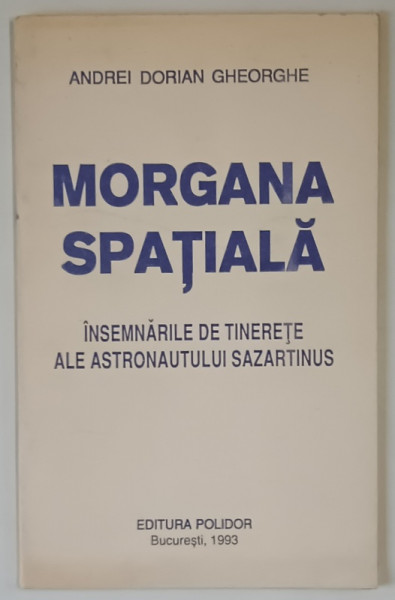 ANDREI DORIAN GHEORGHE
MORGANA
SPAȚIALĂ
ÎNSEMNĂRILE DE TINEREȚE
ALE ASTRONAUTULUI SAZARTINUS
EDITURA POLIDOR
București, 1993